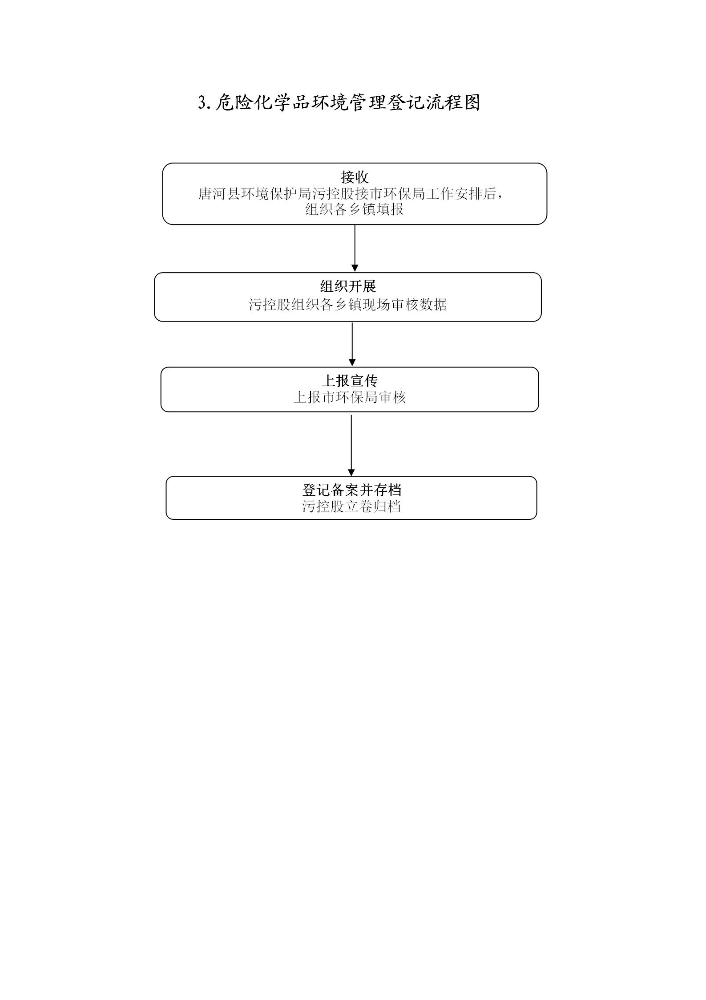 3.危险化学品环境管理登记流程图
接收
唐河县环境保护局污控股接市环保局工作安排后，
组织各乡镇填报
组织开展
污控股组织各乡镇现场审核数据
上报宣传
上报市环保局审核
登记备案并存档
污控股立卷归档